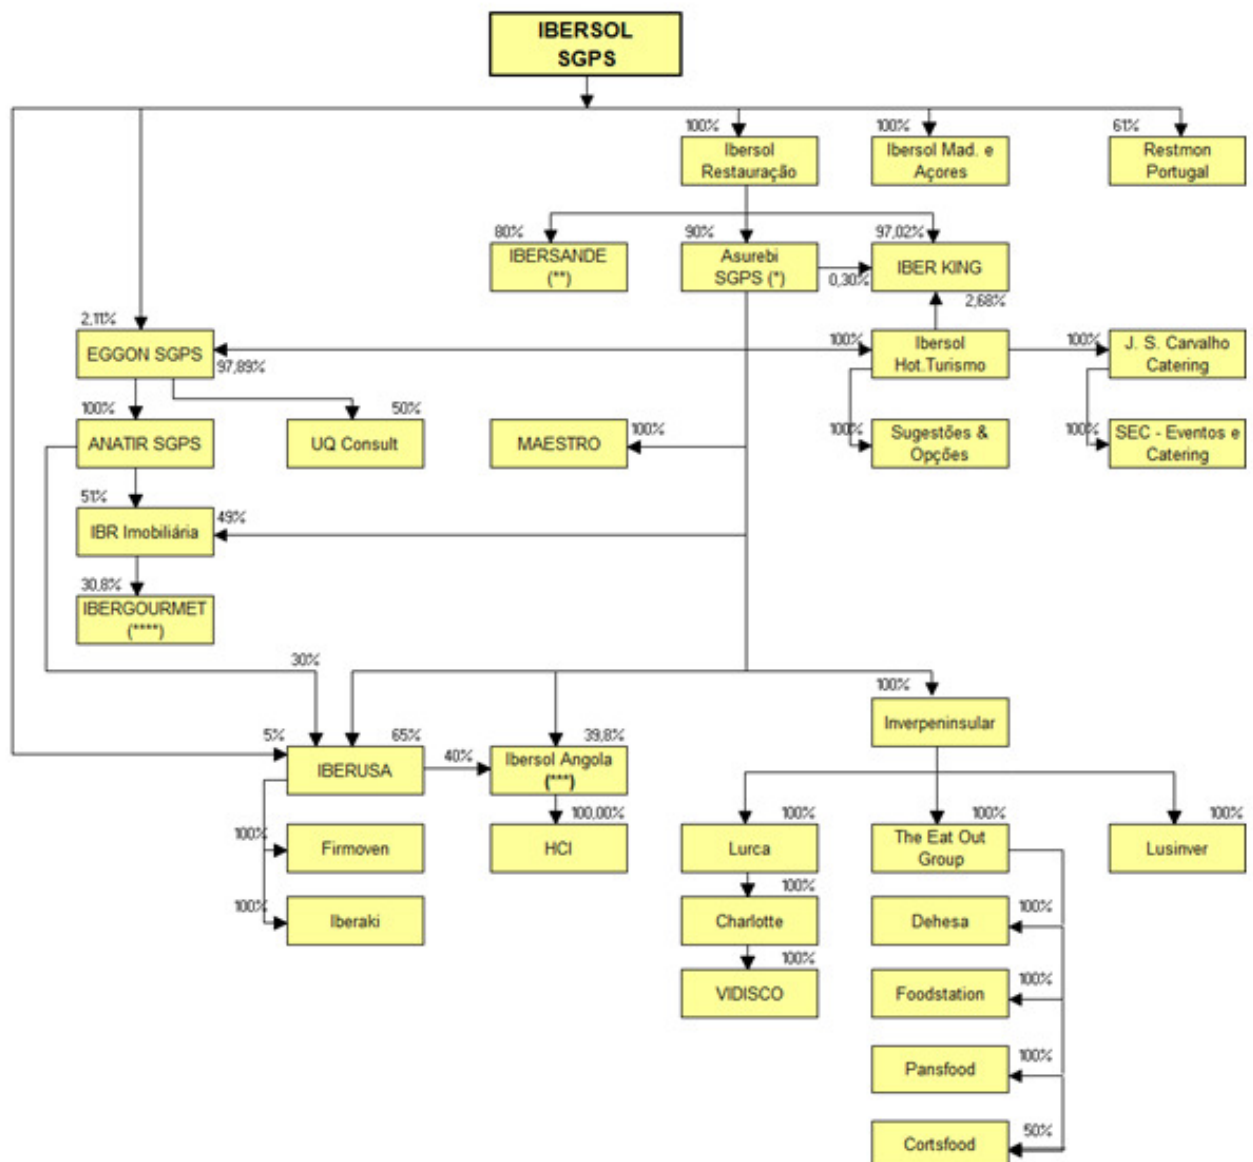 IBERSOL
SGPS
100%
100%
61%
Ibersol
Restauração
Ibersol Mad. e
Açores
Restmon
Portugal
80%
90%
97,02%
IBERSANDE
(**)
Asurebi
SGPS (*)
0,30%
IBER KING
2,68%
2,11%
EGGON SGPS
97,89%
100%
Ibersol
Hot.Turismo
100%
J. S. Carvalho
Catering
100%
50%
ANATIR SGPS
UQ Consult
MAESTRO
100%
100%
Sugestões &
Opções
100%
SEC - Eventos e
Catering
51%
49%
IBR Imobiliária
30,8%
IBERGOURMET
(****)
30%
100%
Inverpeninsular
5%
65%
39,8%
IBERUSA
40%
Ibersol Angola
(***)
100,00%
100%
100%
100%
100%
Firmoven
HCI
Lurca
The Eat Out
Group
Lusinver
100%
100%
100%
Iberaki
Charlotte
Dehesa
100%
100%
VIDISCO
Foodstation
100%
Pansfood
50%
Cortsfood